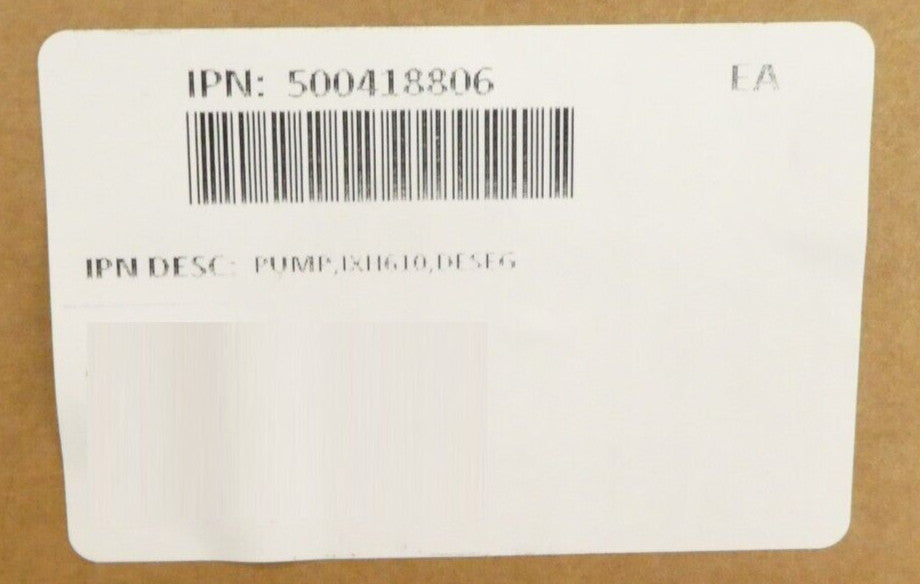 IPN: 500418806 EA
IPN DESC: PUMP,IXH610,DESEG